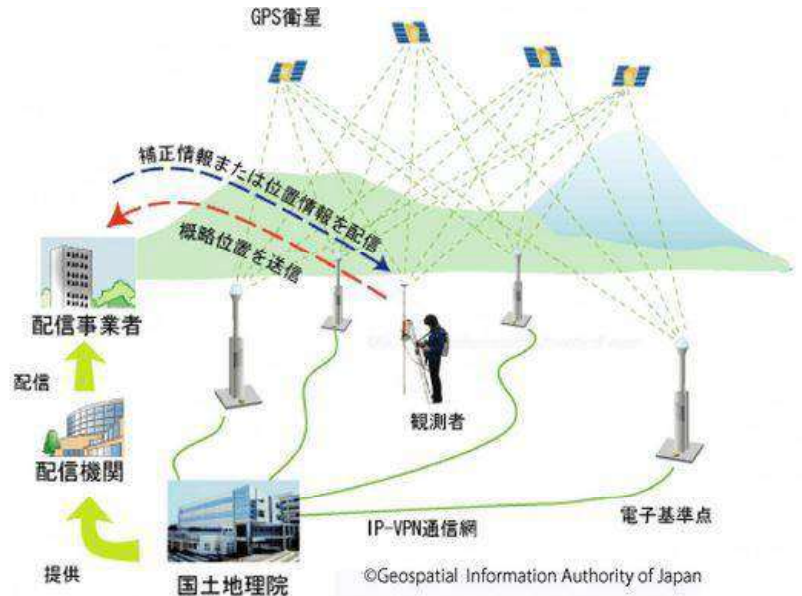 GPS衛星
補正情報または位置情報を配信
概略位置を送信
配信事業者
配信
観測者
配信機関
電子基準点
IP-VPN通信網
提供
国土地理院
©Geospatial Information Authority of Japan